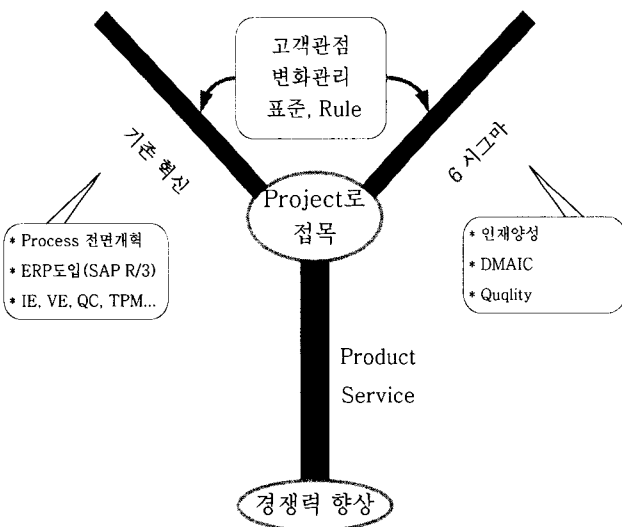 고객관점
변화관리
표준, Rule
기존 혁신
6 시그마
Project로
접목
* Process 전면개혁
* ERP도입(SAP R/3)
* IE, VE, QC, TPM...
* 인재양성
* DMAIC
* Quqlity
Product
Service
경쟁력 향상